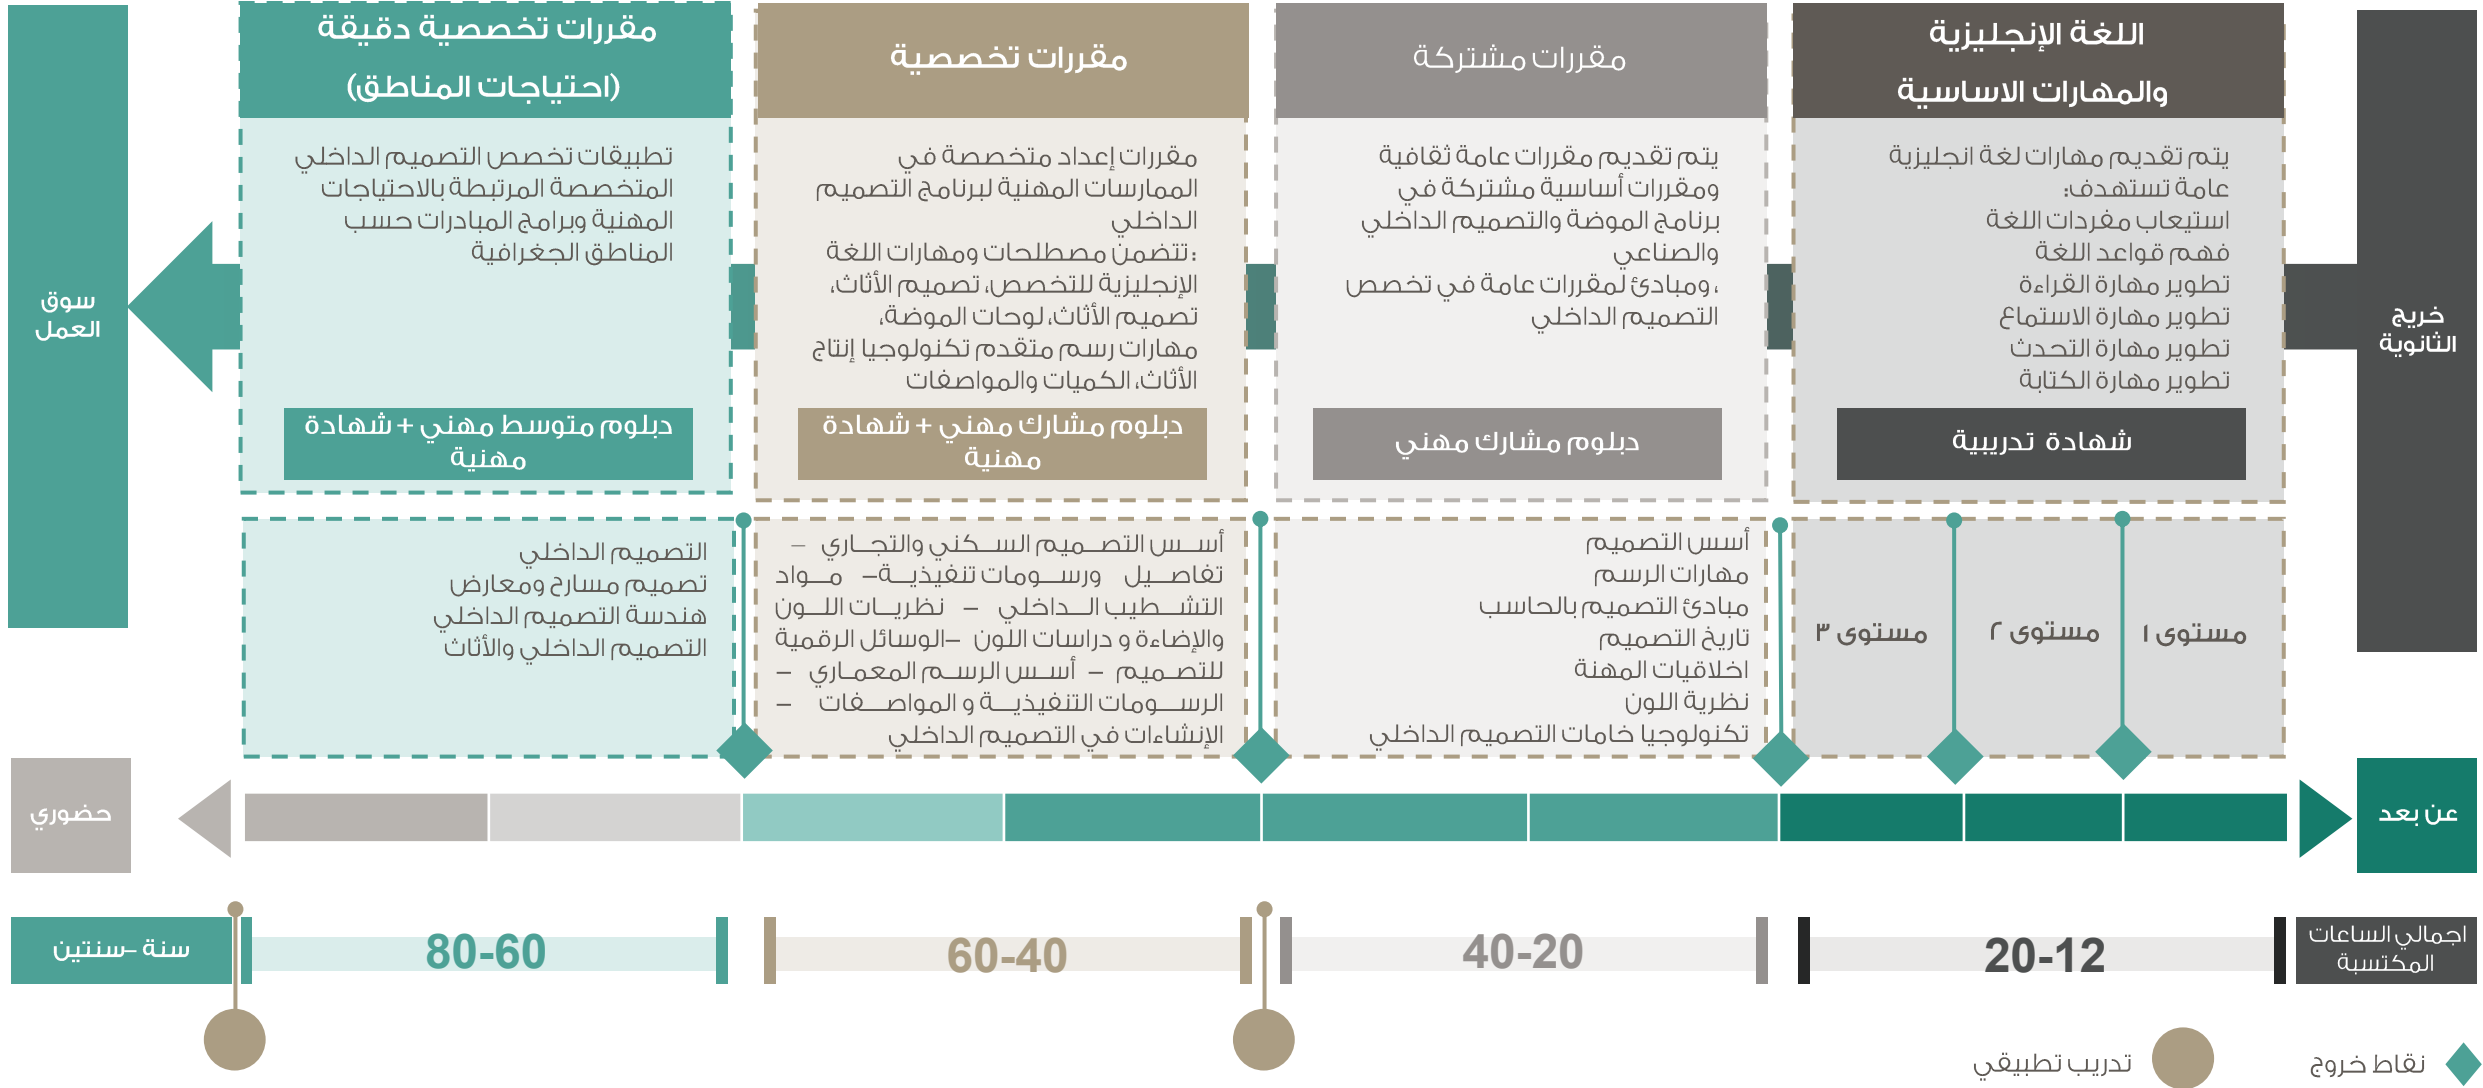 خريج
الثانوية
اللغة الإنجليزية
والمهارات الاساسية
يتم تقديم مهارات لغة انجليزية
عامة تستهدف:
استيعاب مفردات اللغة
فهم قواعد اللغة
تطوير مهارة القراءة
تطوير مهارة الاستماع
تطوير مهارة التحدث
تطوير مهارة الكتابة
شهادة تدريبية
مقررات مشتركة
يتم تقديم مقررات عامة ثقافية
ومقررات أساسية مشتركة في
برنامج الموضة والتصميم الداخلي
والصناعي
، ومبادئ لمقررات عامة في تخصص
التصميم الداخلي
دبلوم مشارك مهني
مقررات تخصصية
مقررات إعداد متخصصة في
الممارسات المهنية لبرنامج التصميم
الداخلي
: تتضمن مصطلحات ومهارات اللغة
الإنجليزية للتخصص، تصميم الأثاث،
تصميم الأثاث، لوحات الموضة،
مهارات رسم متقدم تكنولوجيا إنتاج
الأثاث، الكميات والمواصفات
دبلوم مشارك مهني + شهادة
مهنية
مقررات تخصصية دقيقة
(احتياجات المناطق)
تطبيقات تخصص التصميم الداخلي
المتخصصة المرتبطة بالاحتياجات
المهنية وبرامج المبادرات حسب
المناطق الجغرافية
دبلوم متوسط مهني + شهادة
مهنية
سوق
العمل
مستوى ١
مستوى ٢
مستوى ٣
أسس التصميم
مهارات الرسم
مبادئ التصميم بالحاسب
تاريخ التصميم
اخلاقيات المهنة
نظرية اللون
تكنولوجيا خامات التصميم الداخلي
أسس التصميم السكني والتجاري –
تفاصيل ورسومات تنفيذية– مواد
التشطيب الداخلي – نظريات اللون
والإضاءة و دراسات اللون –الوسائل الرقمية
للتصميم – أسس الرسم المعماري –
الرسومات التنفيذية و المواصفات –
الإنشاءات في التصميم الداخلي
التصميم الداخلي
تصميم مسارح ومعارض
هندسة التصميم الداخلي
التصميم الداخلي والأثاث
عن بعد
حضوري
اجمالي الساعات
المكتسبة
20-12
40-20
60-40
80-60
سنة –سنتين
نقاط خروج
تدريب تطبيقي